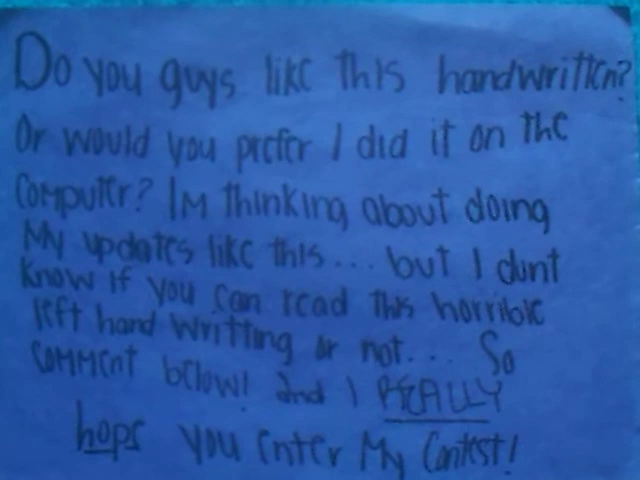 Do you guys like this handwritten?
Or would you prefer I did it on the
Computer? Im thinking about doing
My updates like this... but I dunt
know if you can read this horrible
left hand writting or not... So
comment below! and I REALLY
hope you enter My Contest!